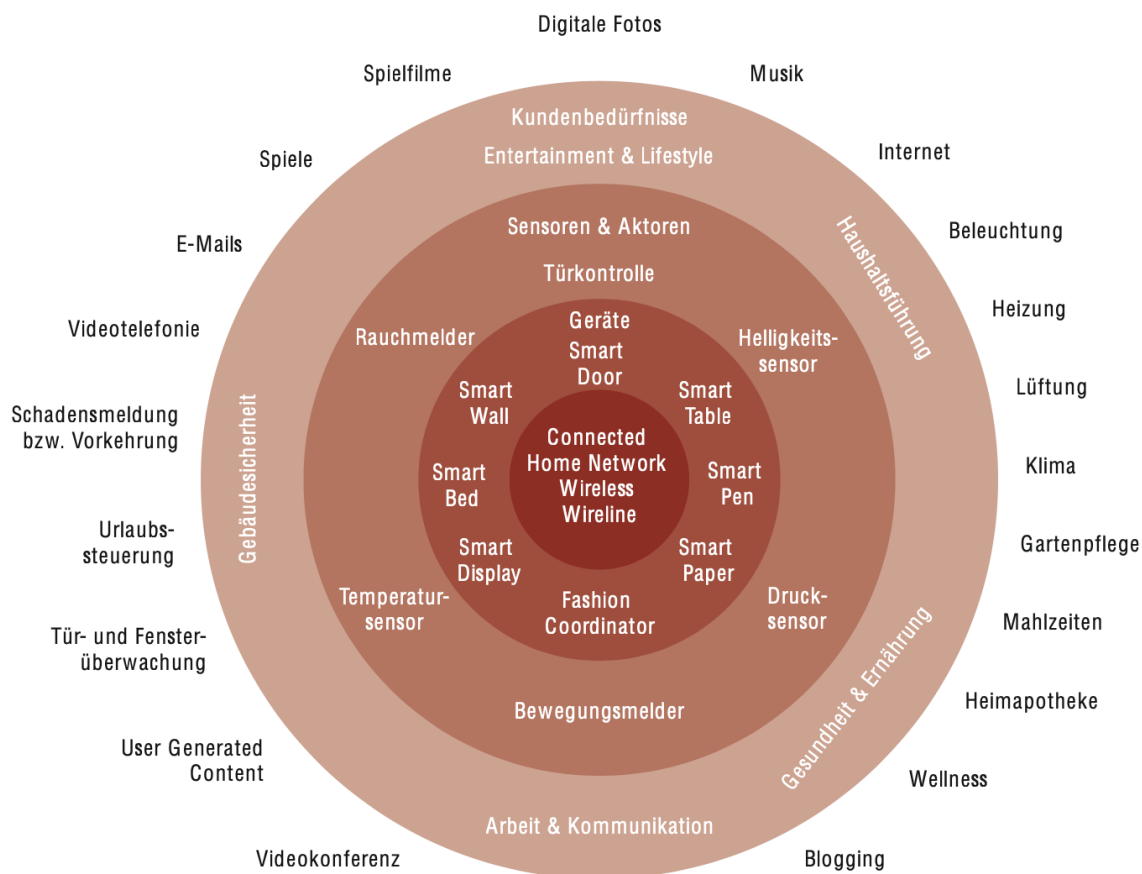 Digitale Fotos
Spielfilme
Musik
Kundenbedürfnisse
Entertainment & Lifestyle
Spiele
Internet
Sensoren & Aktoren
Türkontrolle
E-Mails
Beleuchtung
Haushaltsführung
Videotelefonie
Rauchmelder
Geräte
Helligkeits-
sensor
Heizung
Smart
Door
Smart
Wall
Smart
Table
Lüftung
Schadensmeldung
bzw. Vorkehrung
Gebäudesicherheit
Connected
Home Network
Wireless
Wireline
Smart
Bed
Smart
Pen
Klima
Urlaubs-
steuerung
Smart
Display
Smart
Paper
Gartenpflege
Temperatur-
sensor
Fashion
Coordinator
Druck-
sensor
Mahlzeiten
Tür- und Fenster-
überwachung
Gesundheit & Ernährung
Heimapotheke
Bewegungsmelder
User Generated
Content
Wellness
Arbeit & Kommunikation
Videokonferenz
Blogging